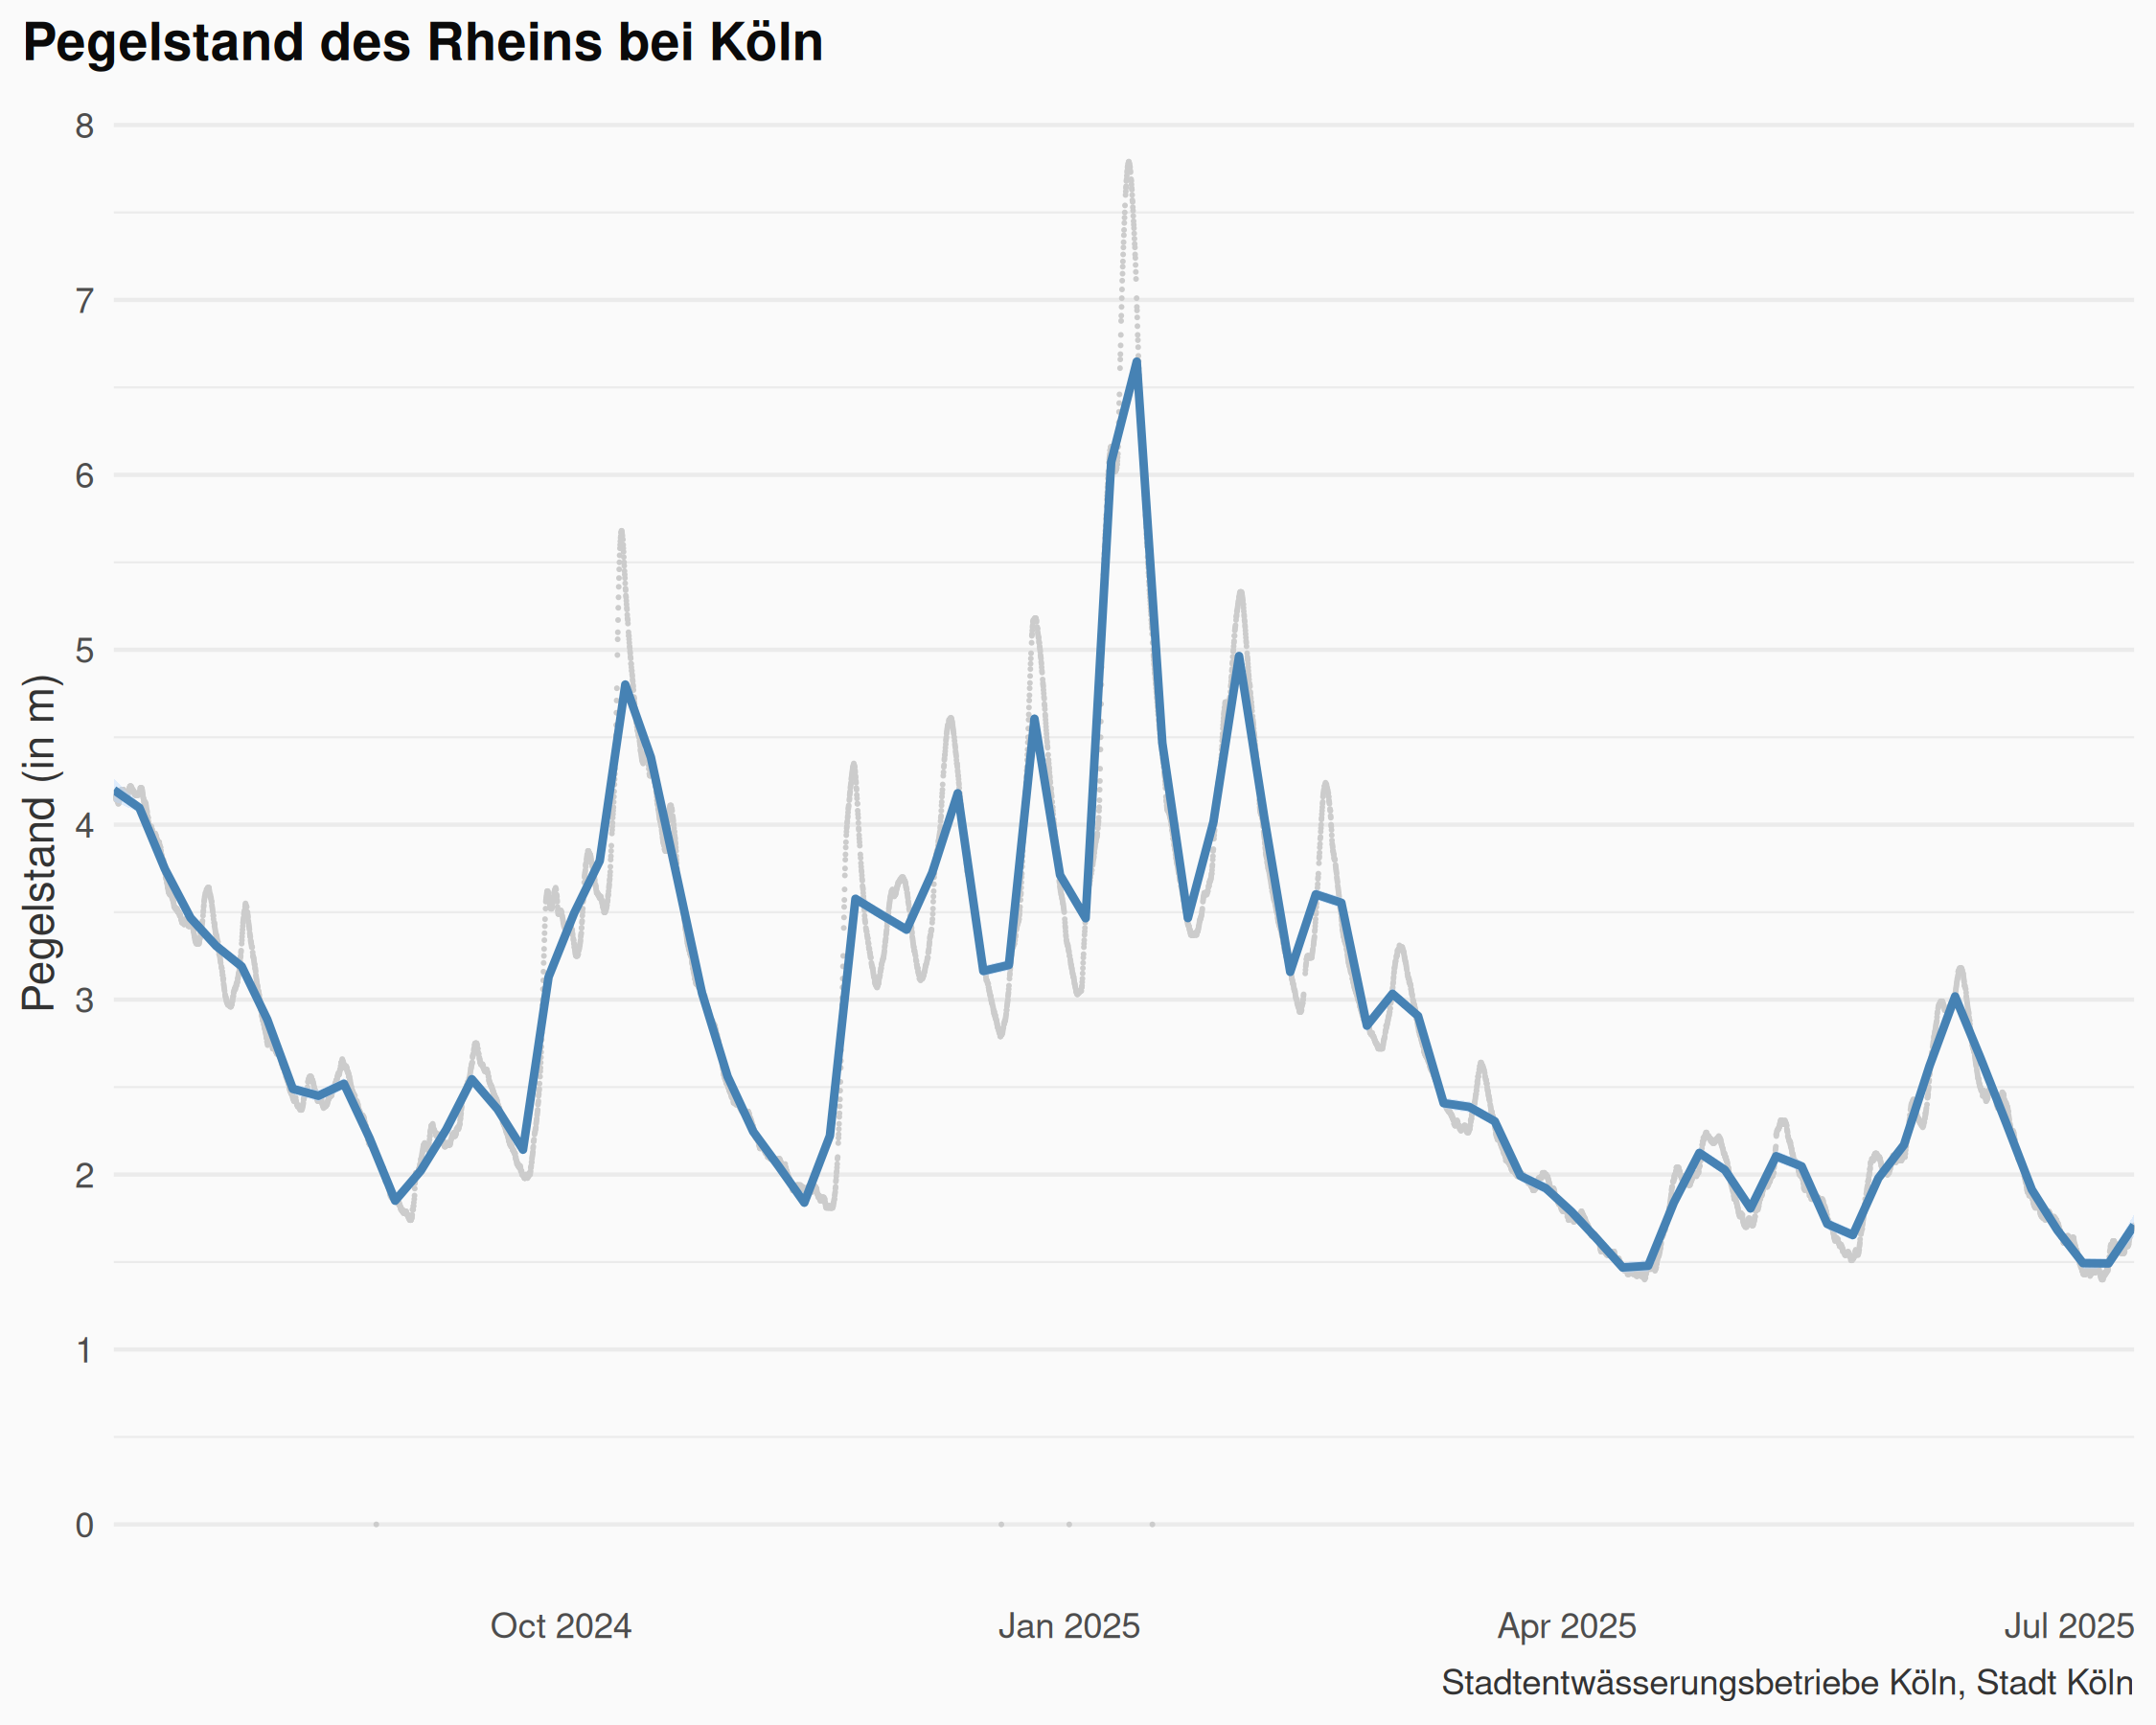 Pegelstand des Rheins bei Köln
Pegelstand (in m)
8
7
6
5
4
3
2
1
0
Oct 2024 Jan 2025 Apr 2025 Jul 2025
Stadtentwässerungsbetriebe Köln, Stadt Köln